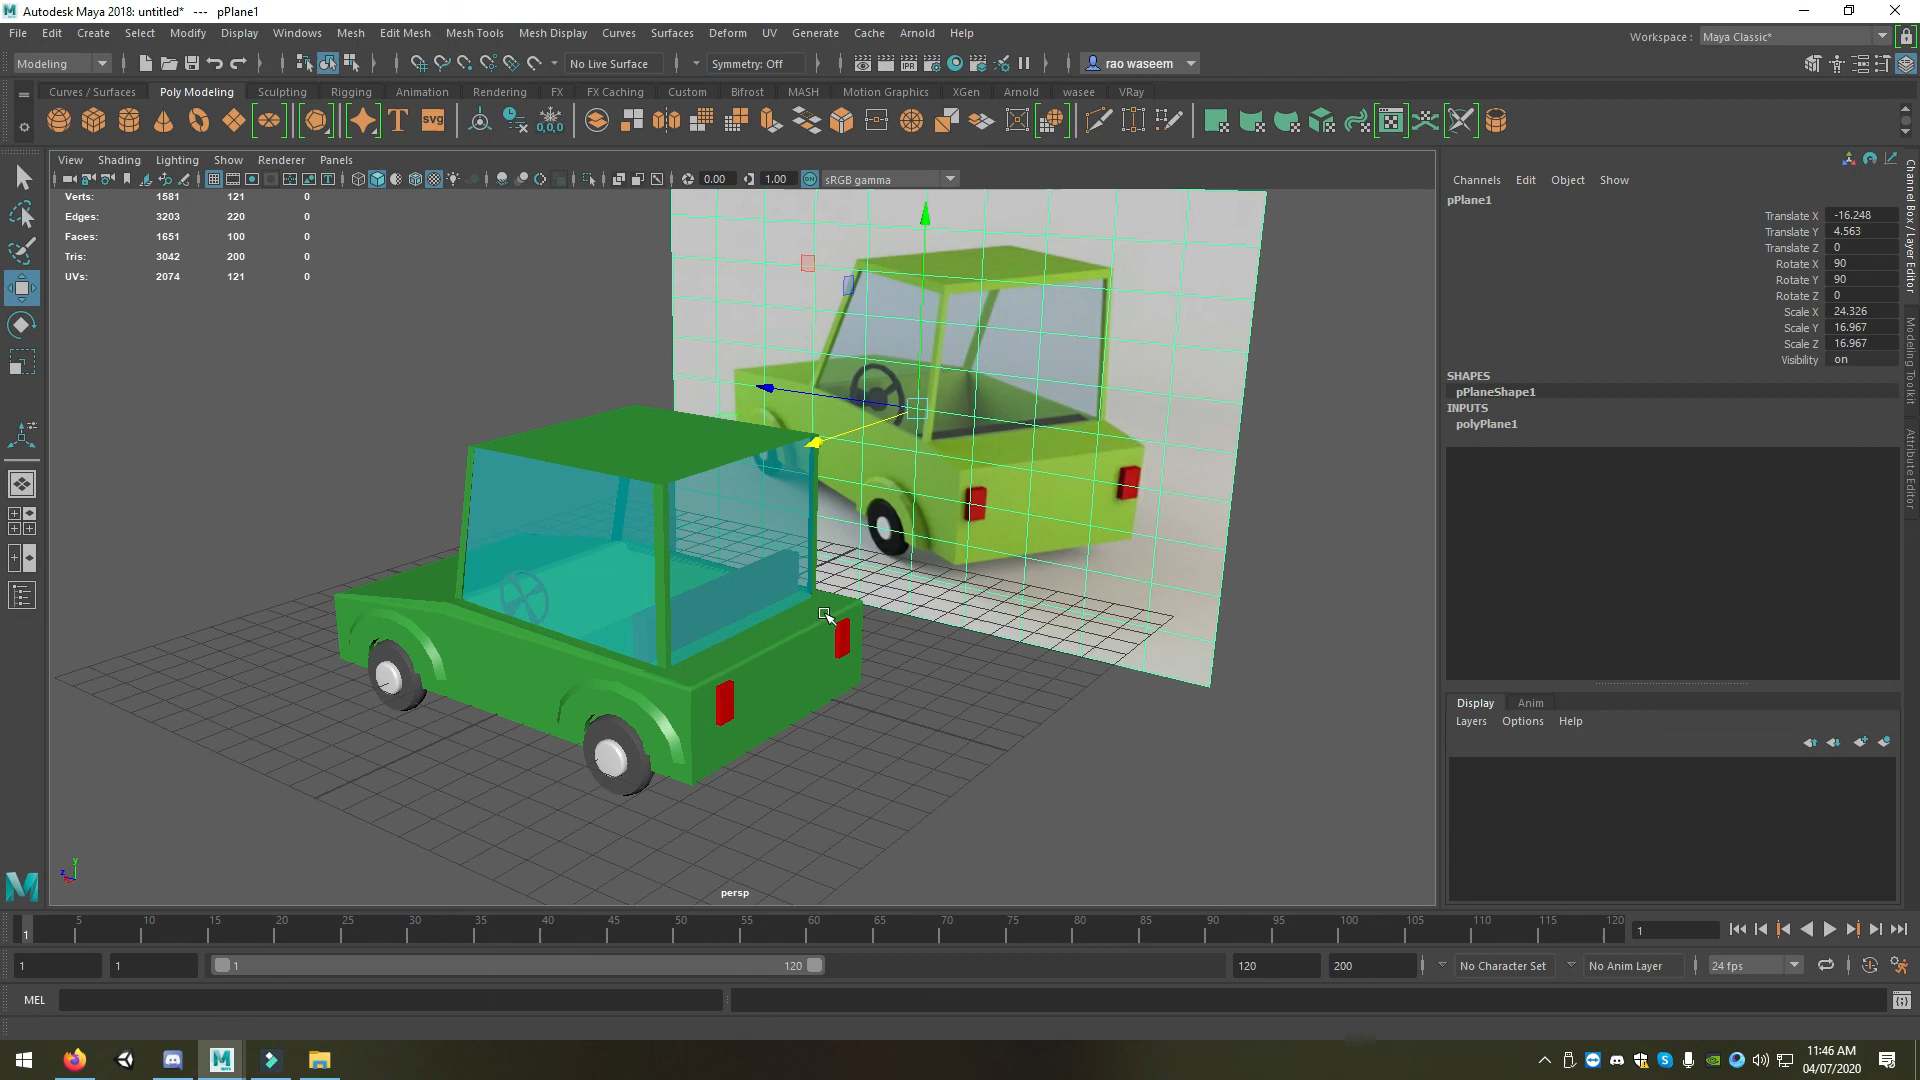 Autodesk Maya 2018: untitled* --- pPlane1
File Edit Create Select Modify Display Windows Mesh Edit Mesh Mesh Tools Mesh Display Curves Surfaces Deform UV Generate Cache Arnold Help
Workspace : Maya Classic*
Modeling
No Live Surface
Symmetry: Off
rao waseem
Curves / Surfaces Poly Modeling Sculpting Rigging Animation Rendering FX FX Caching Custom Bifrost MASH Motion Graphics XGen Arnold wasee VRay
T
SVG
0,0,0
View Shading Lighting Show Renderer Panels
0.00
1.00
sRGB gamma
Verts: 1581 121 0
Edges: 3203 220 0
Faces: 1651 100 0
Tris: 3042 200 0
UVs: 2074 121 0
persp
y
z
Channels Edit Object Show
pPlane1
Translate X -16.248
Translate Y 4.563
Translate Z 0
Rotate X 90
Rotate Y 90
Rotate Z 0
Scale X 24.326
Scale Y 16.967
Scale Z 16.967
Visibility on
SHAPES
pPlaneShape1
INPUTS
polyPlane1
Display Anim
Layers Options Help
Channel Box / Layer Editor
Modeling Toolkit
Attribute Editor
5 10 15 20 25 30 35 40 45 50 55 60 65 70 75 80 85 90 95 100 105 110 115 120
1
1
1 1 1 120 120 200
No Character Set
No Anim Layer
24 fps
MEL
11:46 AM
04/07/2020